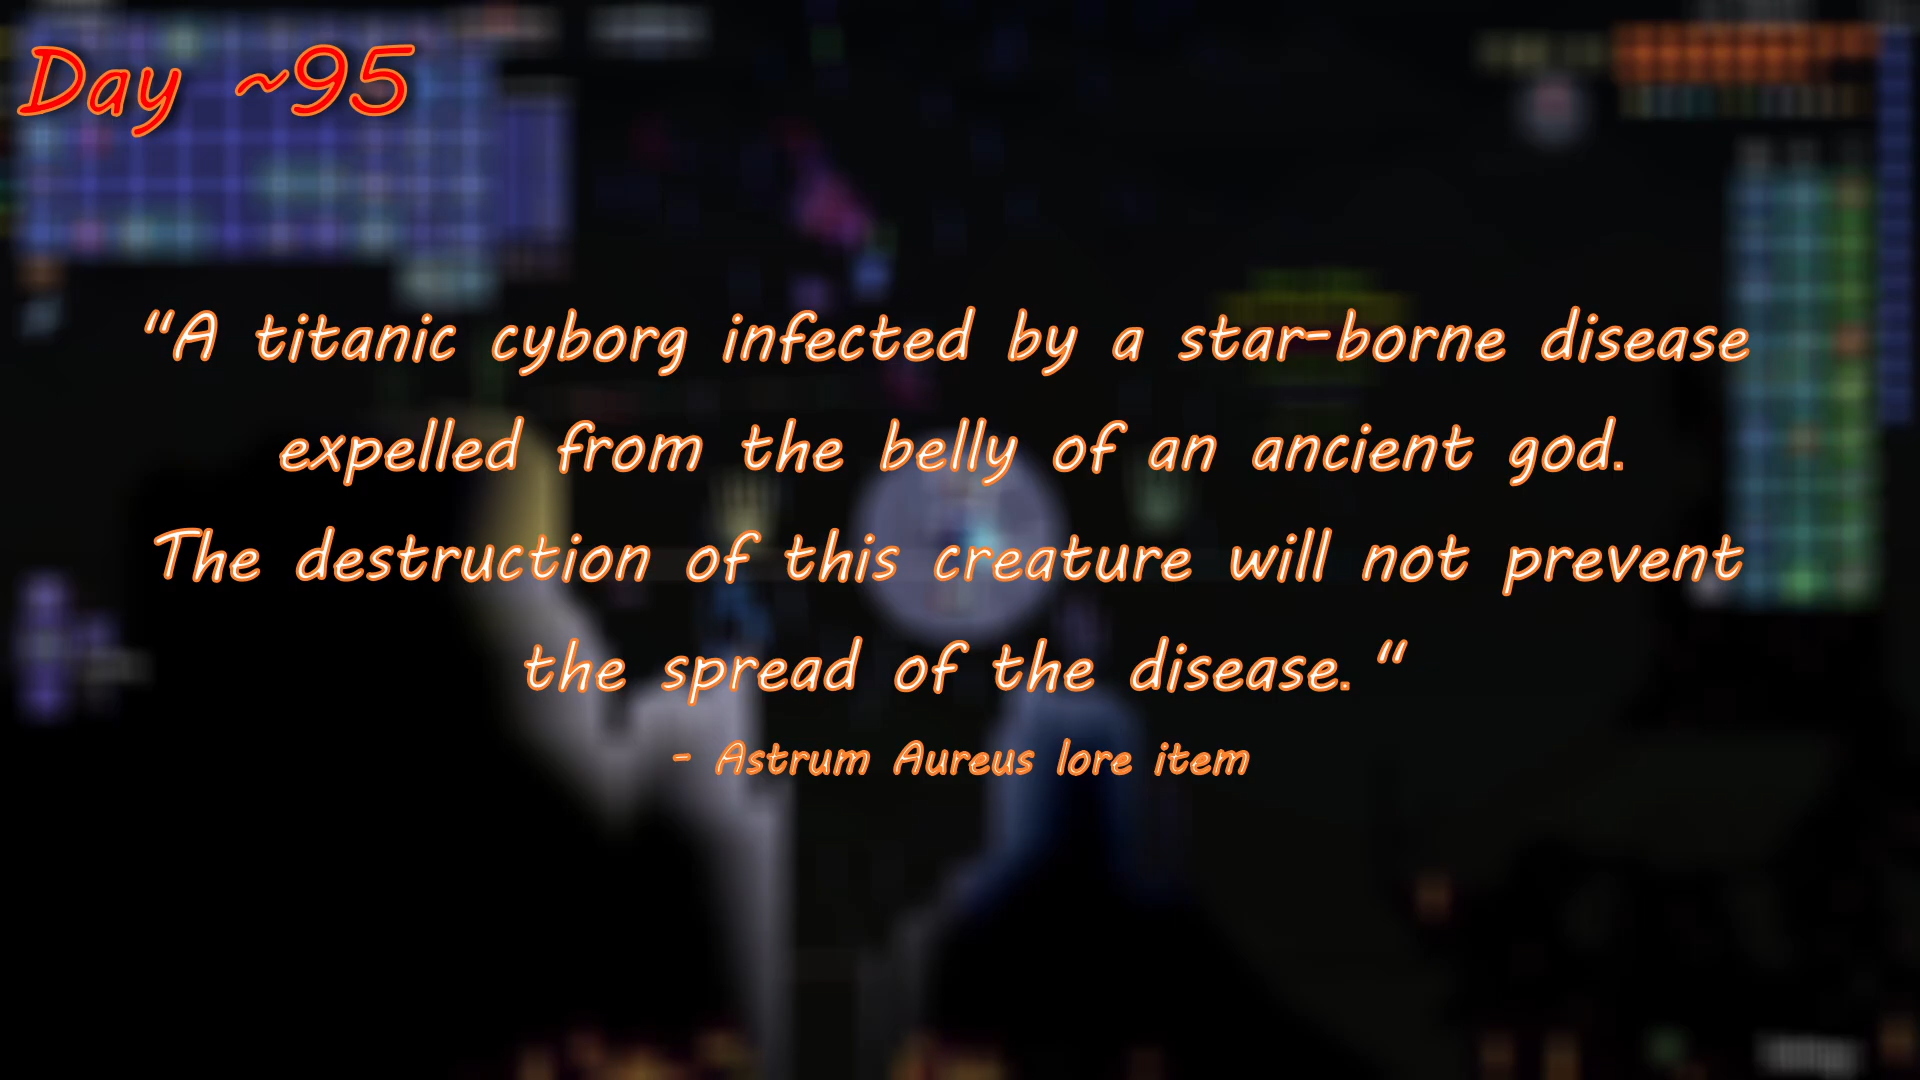 Day ~95
“A titanic cyborg infected by a star-borne disease
expelled from the belly of an ancient god.
The destruction of this creature will not prevent
the spread of the disease.“
- Astrum Aureus lore item